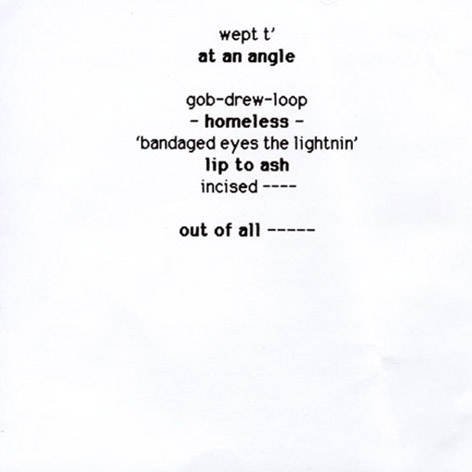 wept t'
at an angle
gob-drew-loop
- homeless -
'bandaged eyes the lightnin'
lip to ash
incised ----
out of all -----